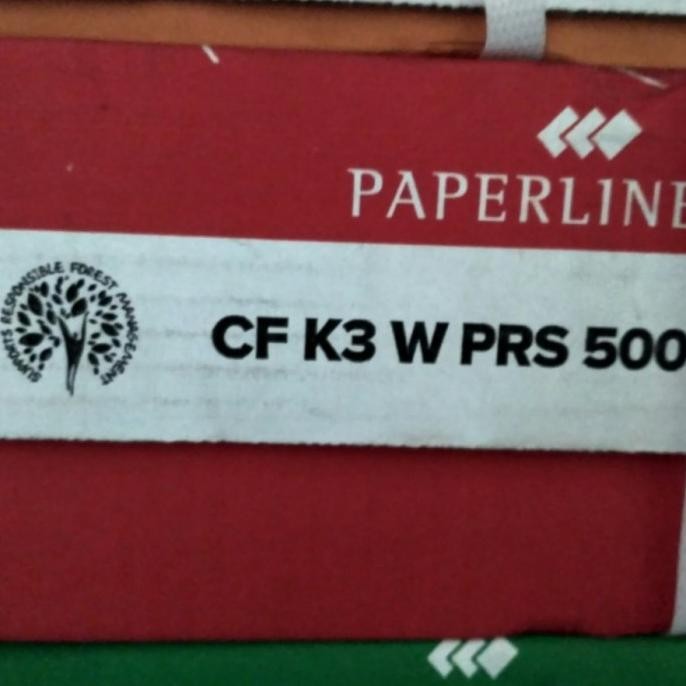 PAPERLINE
SUPPORTS RESPONSIBLE FOREST MANAGEMENT
CF K3 W PRS 500